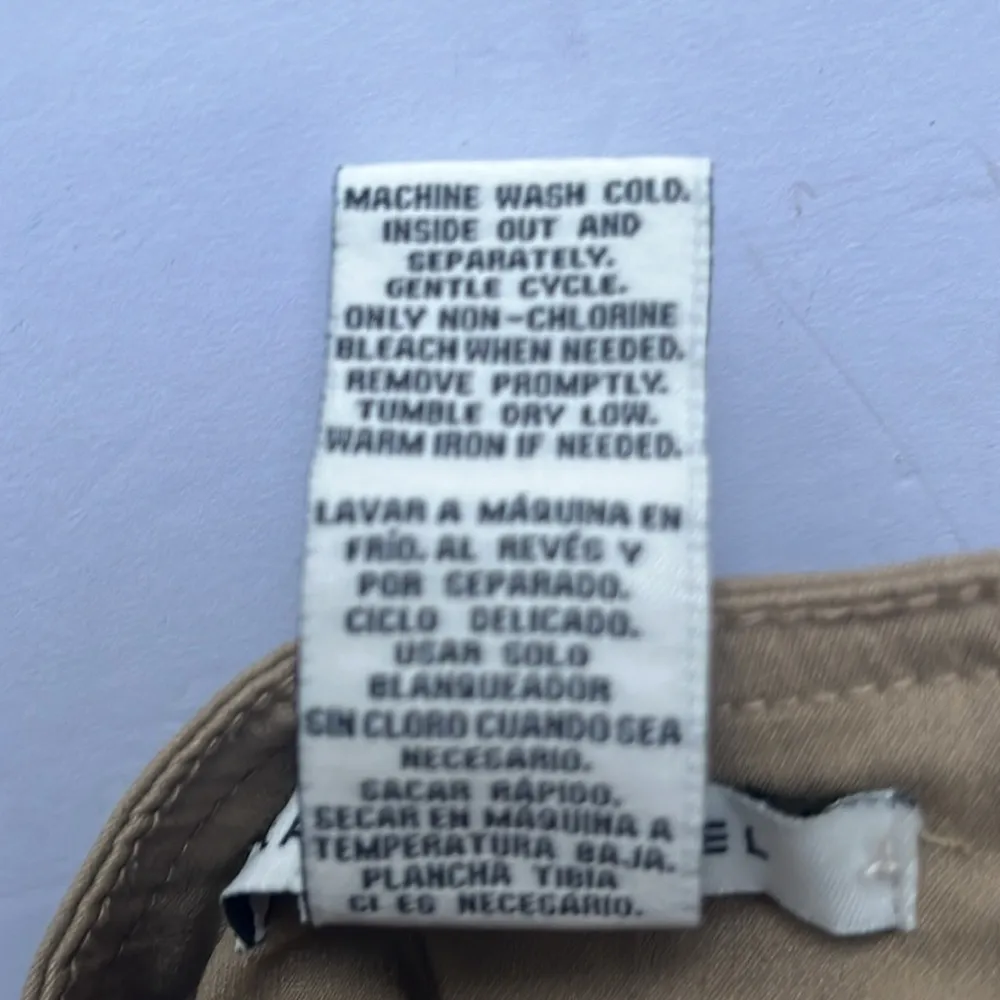 MACHINE WASH COLD.
INSIDE OUT AND
SEPARATELY.
GENTLE CYCLE.
ONLY NON-CHLORINE
BLEACH WHEN NEEDED.
REMOVE PROMPTLY.
TUMBLE DRY LOW.
WARM IRON IF NEEDED.
LAVAR A MÁQUINA EN
FRÍO. AL REVÉS Y
POR SEPARADO.
CICLO DELICADO.
USAR SOLO
BLANQUEADOR
SIN CLORO CUANDO SEA
NECESARIO.
SACAR RÁPIDO.
SECAR EN MÁQUINA A
TEMPERATURA BAJA.
PLANCHA TIBIA
SI ES NECESARIO.